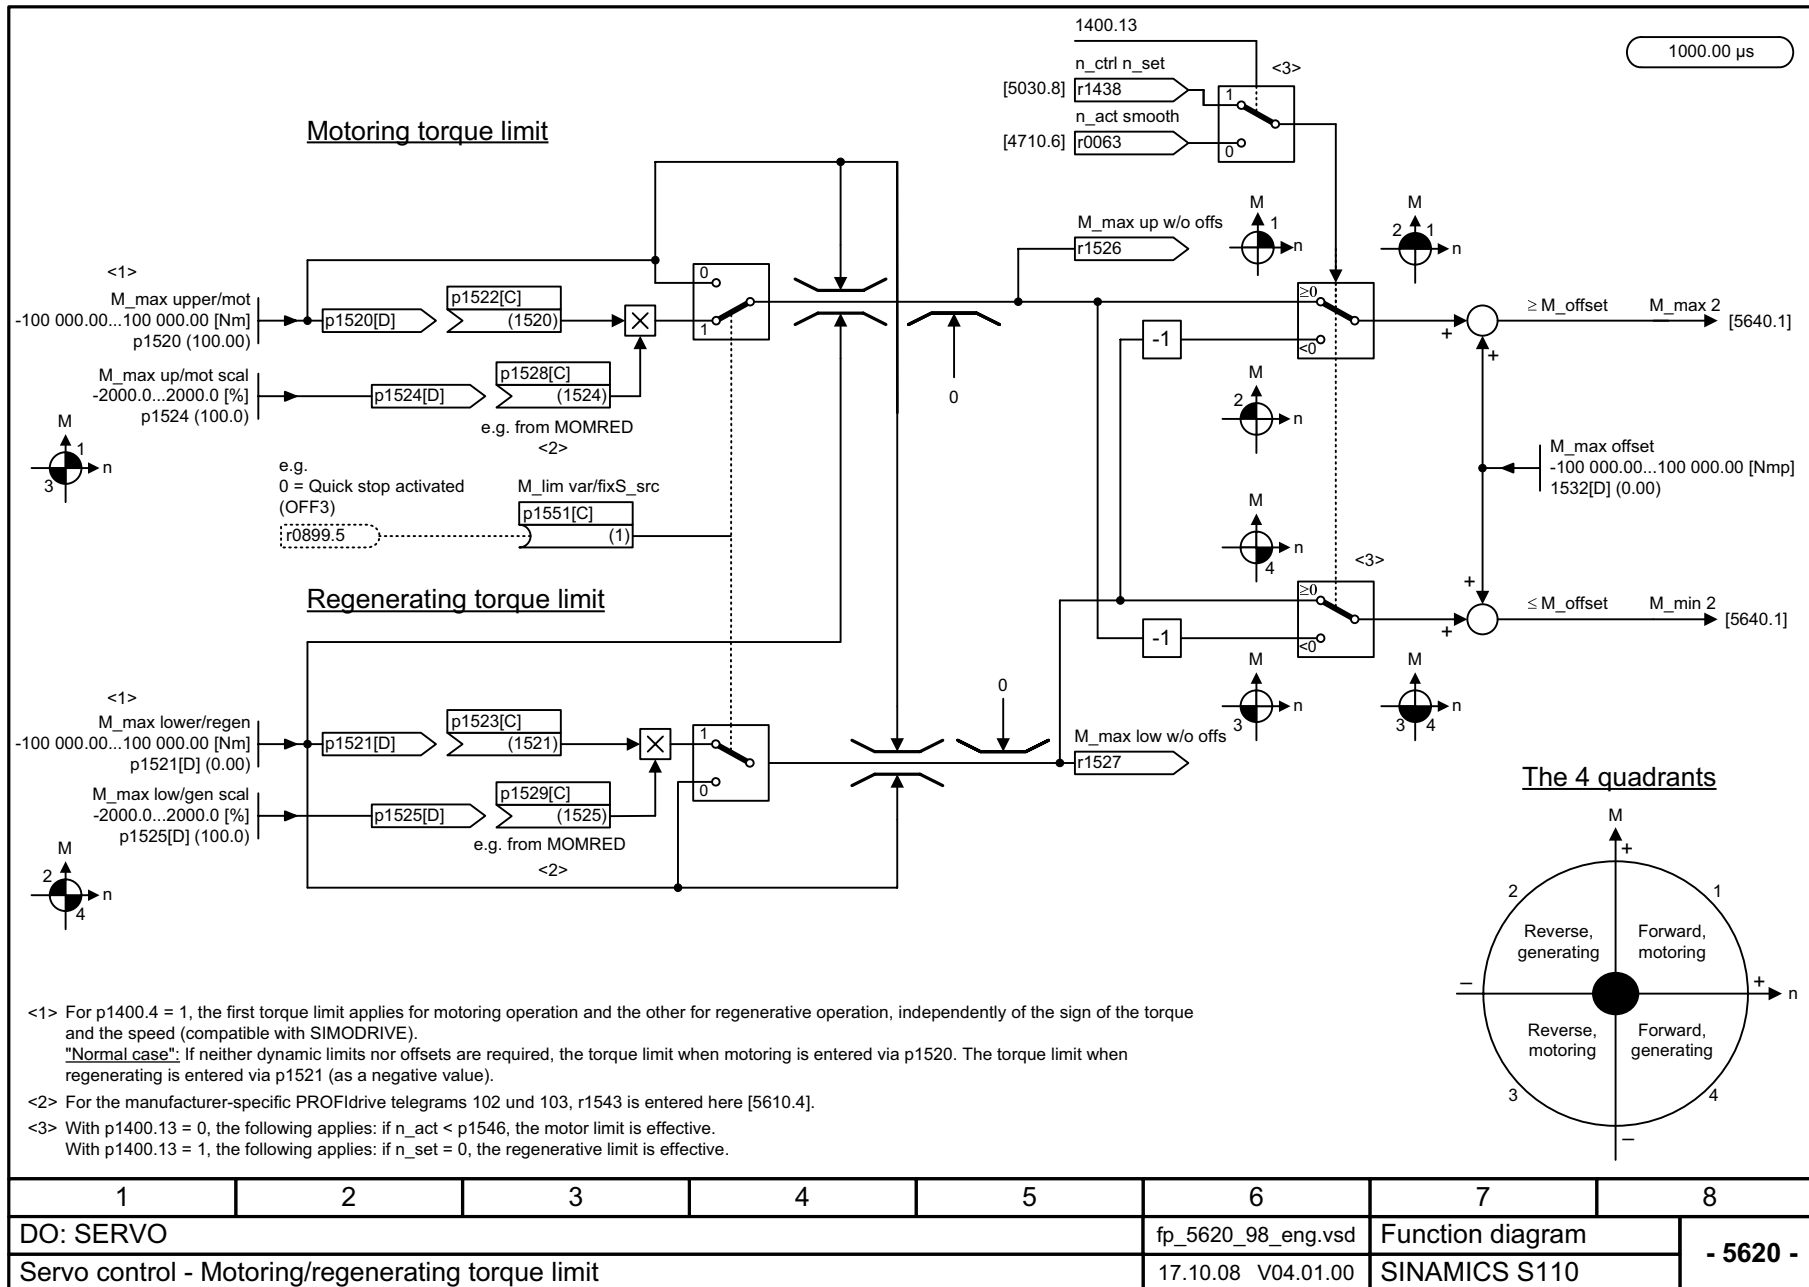 1400.13
1000.00 µs
n_ctrl n_set
<3>
[5030.8]
r1438
1
n_act smooth
[4710.6]
r0063
0
Motoring torque limit
M_max up w/o offs
r1526
M
1
n
M
2
1
n
<1>
M_max upper/mot
-100 000.00...100 000.00 [Nm]
p1520 (100.00)
p1520[D]
p1522[C]
(1520)
0
1
≥0
<0
-1
+
+
≥ M_offset
M_max 2
[5640.1]
M_max up/mot scal
-2000.0...2000.0 [%]
p1524 (100.0)
p1524[D]
p1528[C]
(1524)
e.g. from MOMRED
<2>
0
M
2
n
M
1
n
3
M_max offset
-100 000.00...100 000.00 [Nmp]
1532[D] (0.00)
e.g.
0 = Quick stop activated
(OFF3)
r0899.5
M_lim var/fixS_src
p1551[C]
(1)
M
n
4
<3>
Regenerating torque limit
≥0
<0
-1
+
+
≤ M_offset
M_min 2
[5640.1]
M
n
3
M
n
3
4
<1>
M_max lower/regen
-100 000.00...100 000.00 [Nm]
p1521[D] (0.00)
p1521[D]
p1523[C]
(1521)
1
0
0
M_max low w/o offs
r1527
M_max low/gen scal
-2000.0...2000.0 [%]
p1525[D] (100.0)
p1525[D]
p1529[C]
(1525)
e.g. from MOMRED
<2>
M
2
n
4
The 4 quadrants
M
+
2
1
Reverse,
generating
Forward,
motoring
–
+
n
Reverse,
motoring
Forward,
generating
3
4
–
<1> For p1400.4 = 1, the first torque limit applies for motoring operation and the other for regenerative operation, independently of the sign of the torque
and the speed (compatible with SIMODRIVE).
"Normal case": If neither dynamic limits nor offsets are required, the torque limit when motoring is entered via p1520. The torque limit when
regenerating is entered via p1521 (as a negative value).
<2> For the manufacturer-specific PROFIdrive telegrams 102 und 103, r1543 is entered here [5610.4].
<3> With p1400.13 = 0, the following applies: if n_act < p1546, the motor limit is effective.
With p1400.13 = 1, the following applies: if n_set = 0, the regenerative limit is effective.
1 2 3 4 5 6 7 8
DO: SERVO
fp_5620_98_eng.vsd
Function diagram
- 5620 -
Servo control - Motoring/regenerating torque limit
17.10.08 V04.01.00
SINAMICS S110